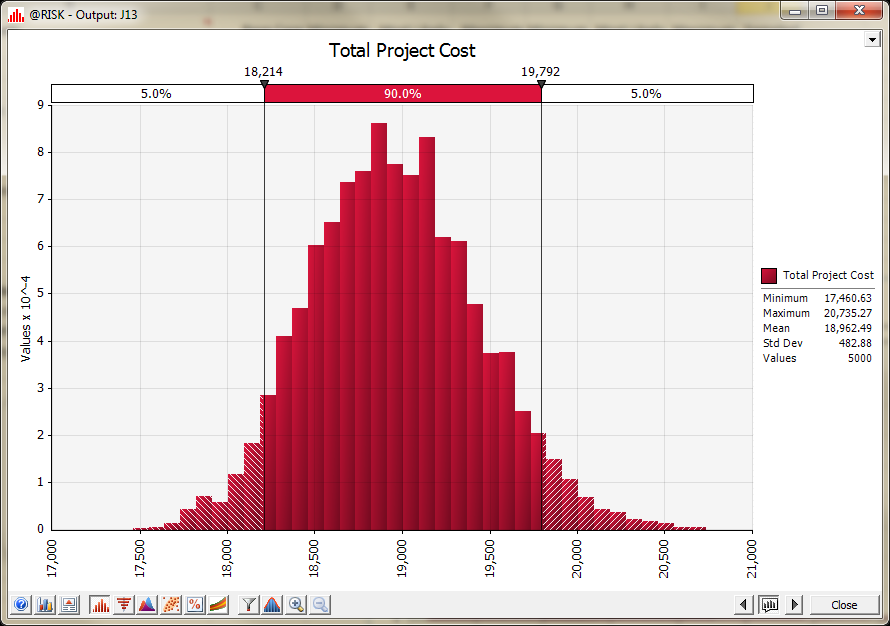 @RISK - Output: J13
Total Project Cost
18,214 19,792
5.0% 90.0% 5.0%
9
8
7
6
5
4
3
2
1
0
Values x 10^-4
17,000 17,500 18,000 18,500 19,000 19,500 20,000 20,500 21,000
Total Project Cost
Minimum 17,460.63
Maximum 20,735.27
Mean 18,962.49
Std Dev 482.88
Values 5000
Close